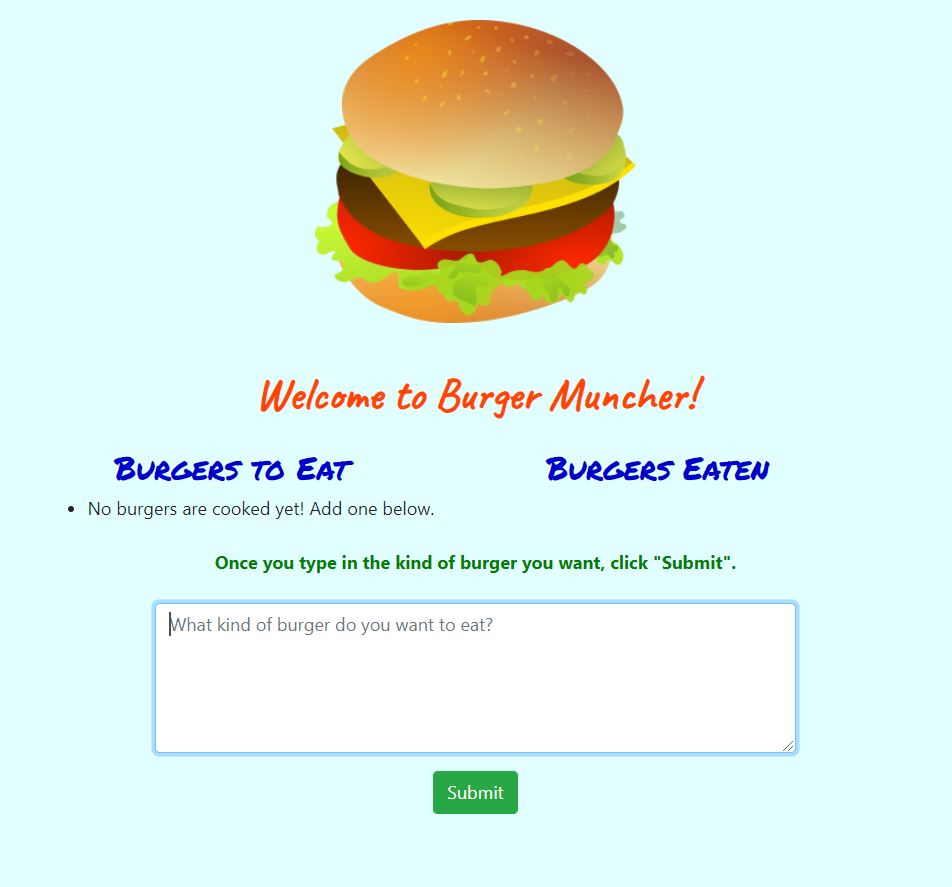 Welcome to Burger Muncher!
Burgers to Eat
Burgers Eaten
No burgers are cooked yet! Add one below.
Once you type in the kind of burger you want, click "Submit".
What kind of burger do you want to eat?
Submit